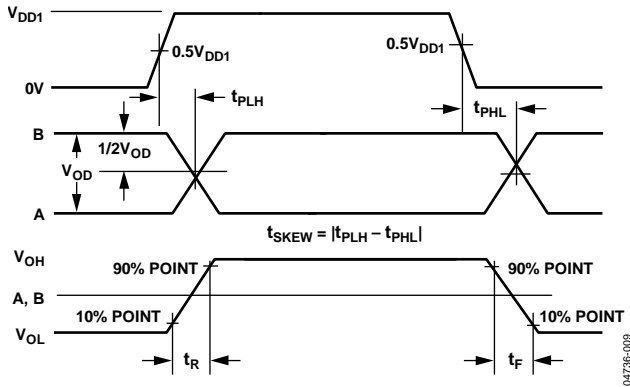 VDD1
0.5VDD1
0.5VDD1
0V
tPLH
tPHL
B
1/2VOD
VOD
A
tSKEW = |tPLH – tPHL|
VOH
90% POINT
90% POINT
A, B
10% POINT
10% POINT
VOL
tR
tF
04736-009